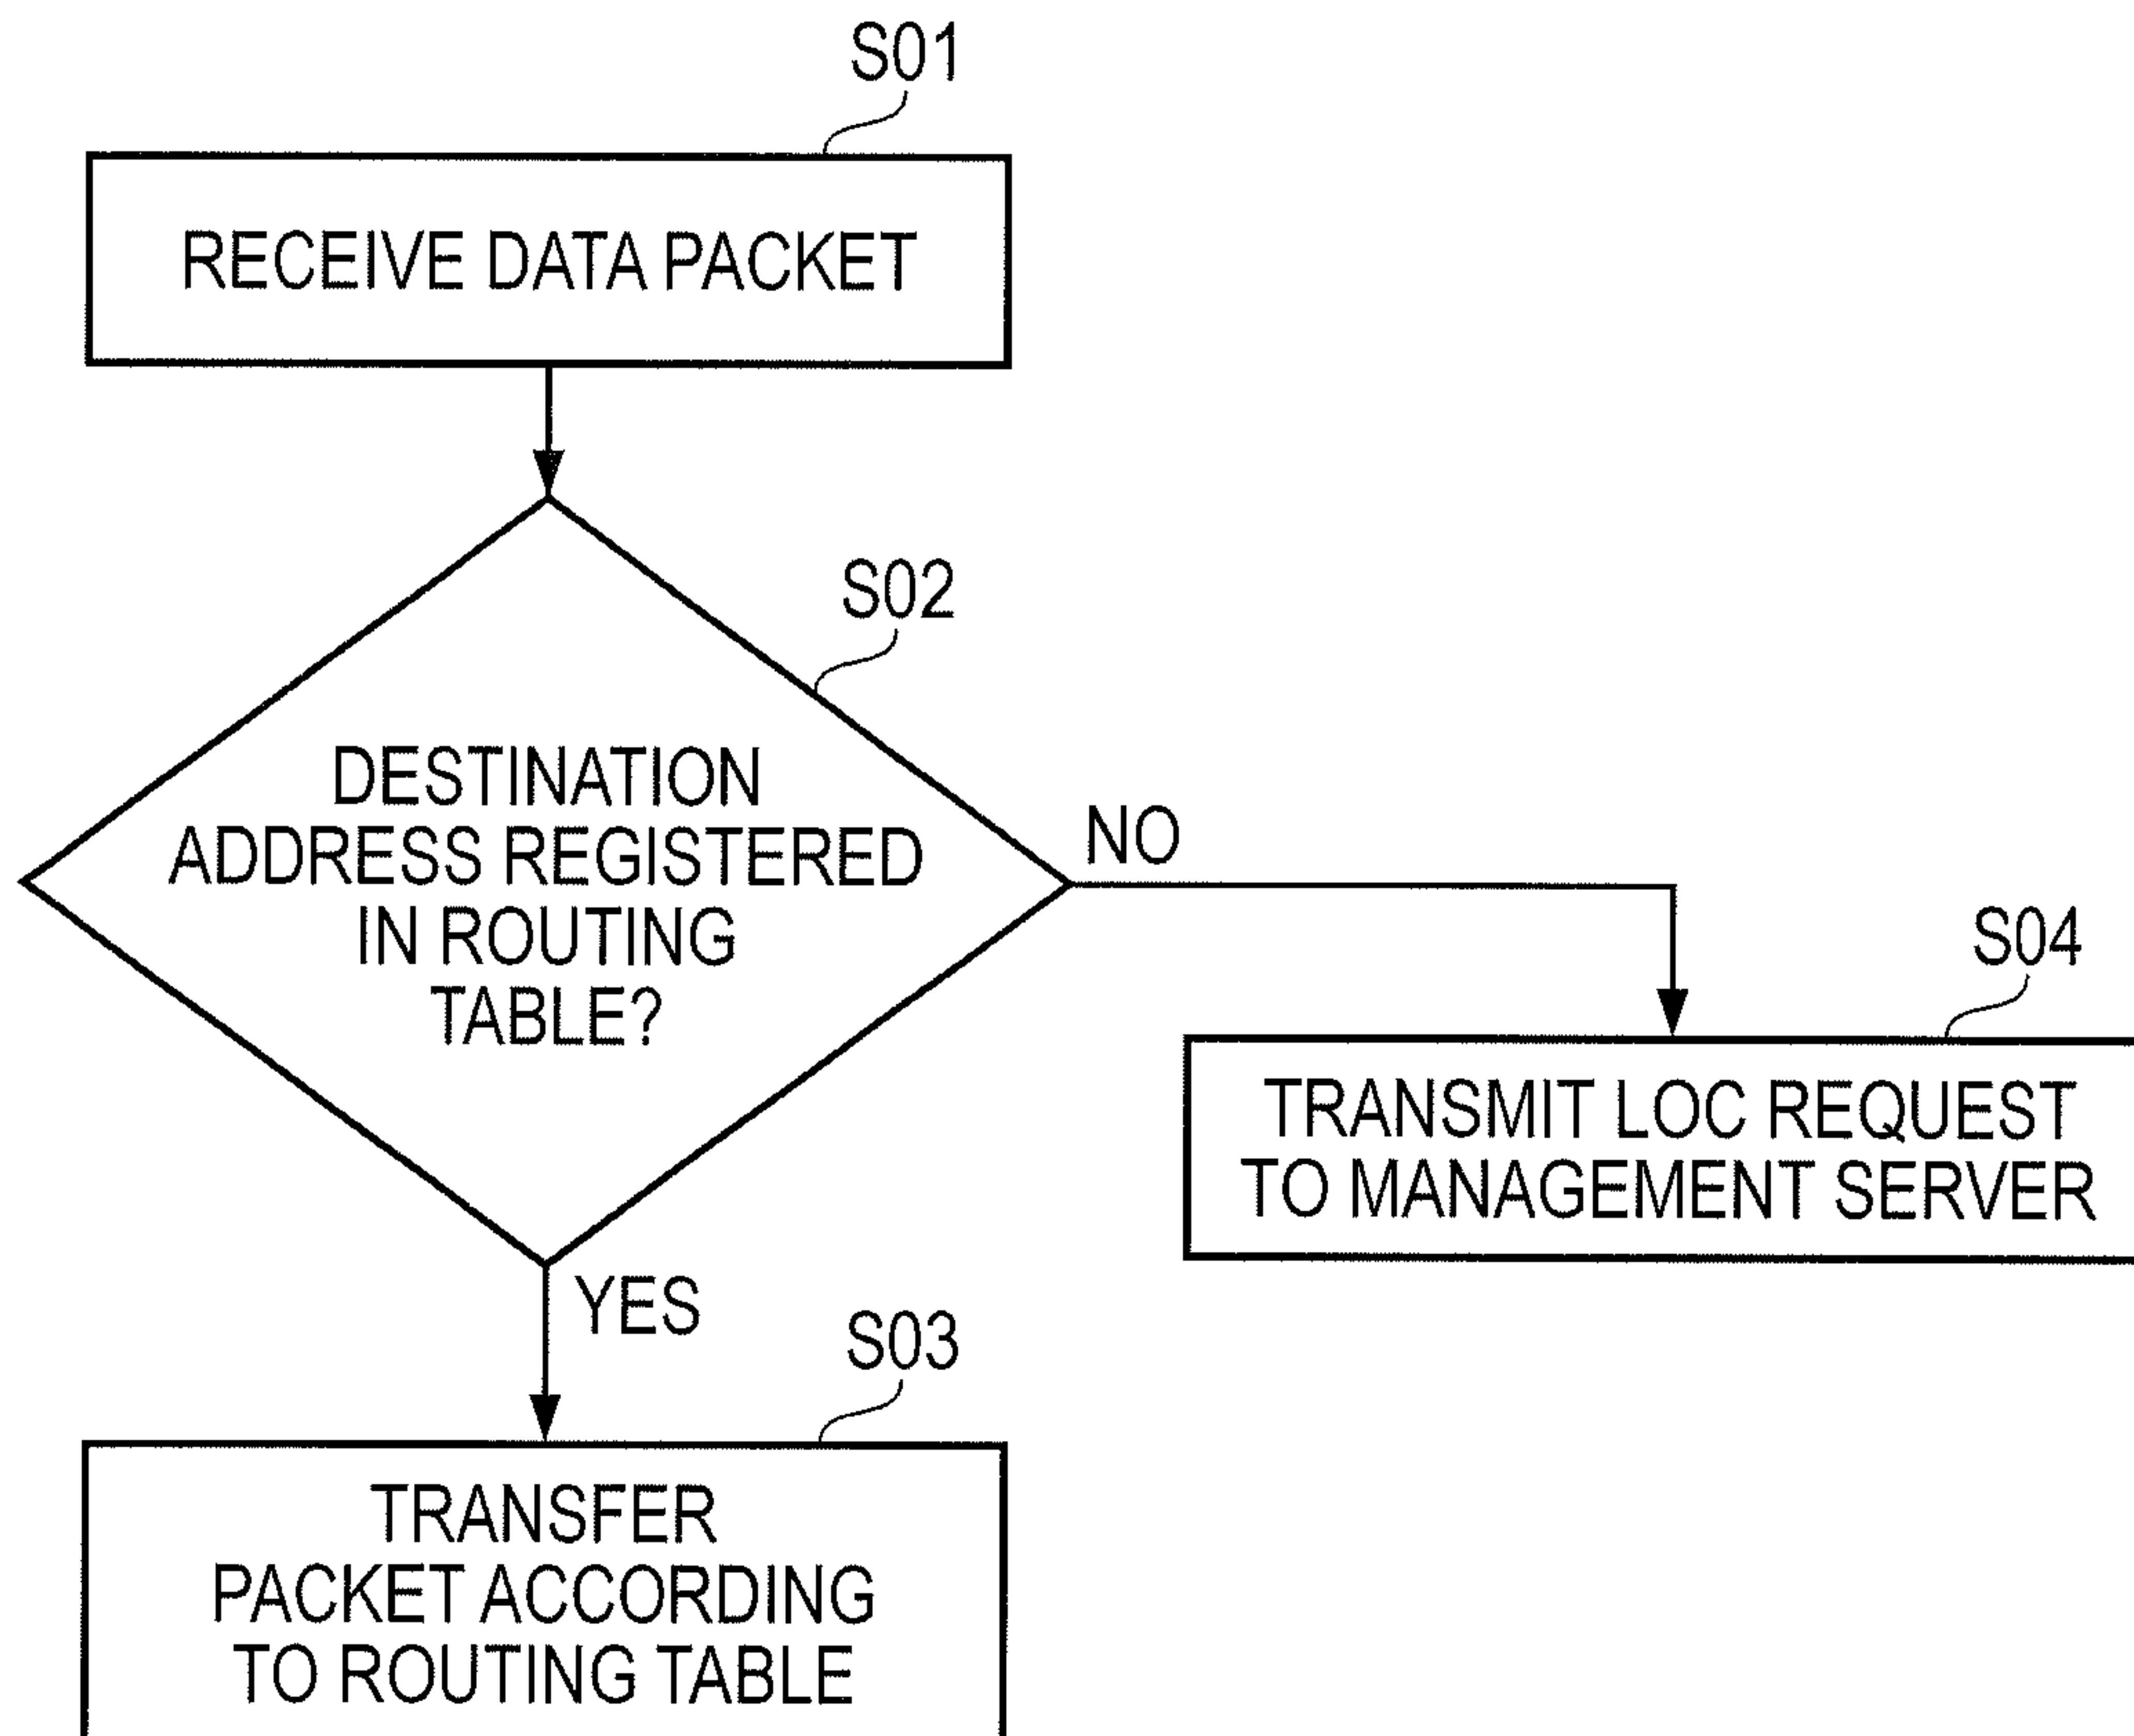 S01
RECEIVE DATA PACKET
S02
DESTINATION
ADDRESS REGISTERED
IN ROUTING
TABLE?
NO
S04
TRANSMIT LOC REQUEST
TO MANAGEMENT SERVER
YES
S03
TRANSFER
PACKET ACCORDING
TO ROUTING TABLE